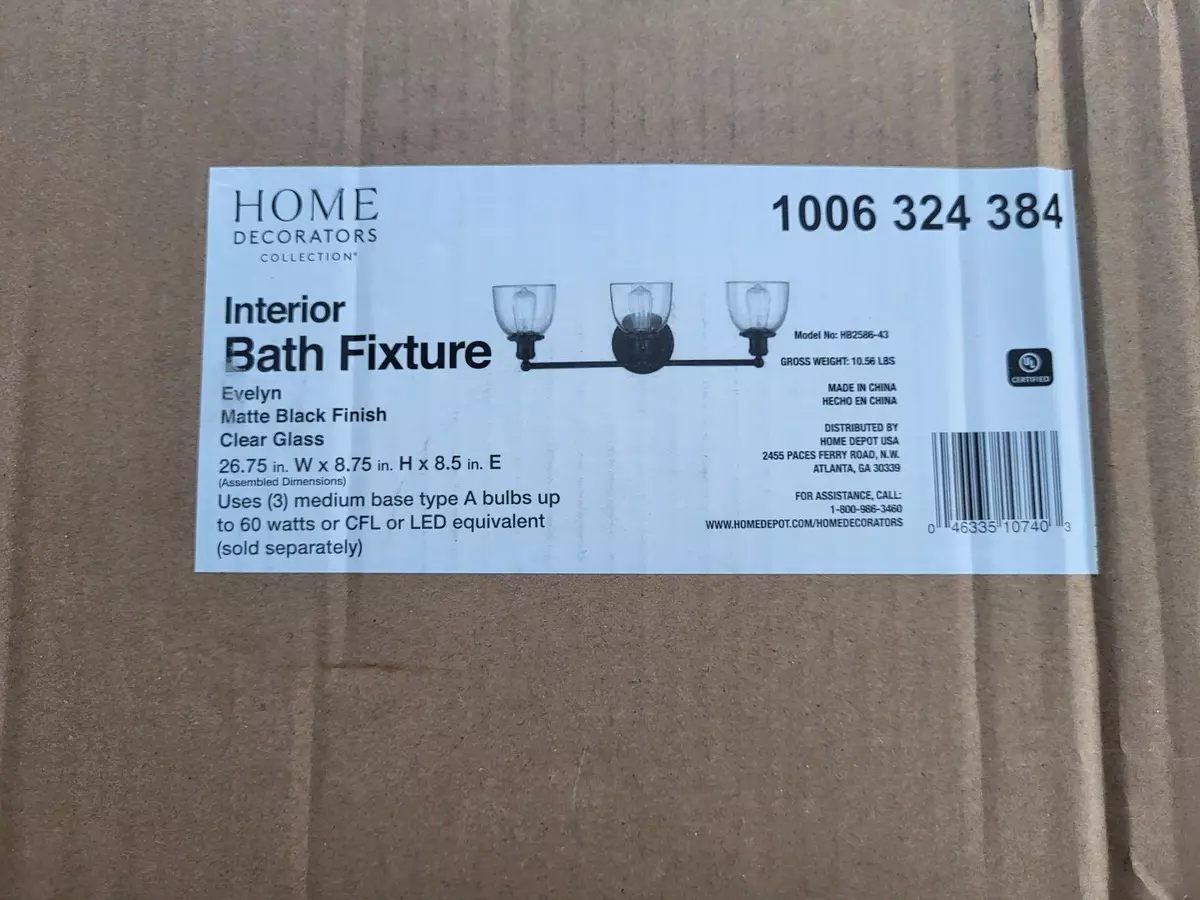 HOME
DECORATORS
COLLECTION®
1006 324 384
Interior
Bath Fixture
Evelyn
Matte Black Finish
Clear Glass
26.75 in. W x 8.75 in. H x 8.5 in. E
(Assembled Dimensions)
Uses (3) medium base type A bulbs up
to 60 watts or CFL or LED equivalent
(sold separately)
Model No: HB2586-43
GROSS WEIGHT: 10.56 LBS
MADE IN CHINA
HECHO EN CHINA
DISTRIBUTED BY
HOME DEPOT USA
2455 PACES FERRY ROAD, N.W.
ATLANTA, GA 30339
FOR ASSISTANCE, CALL:
1-800-986-3460
WWW.HOMEDEPOT.COM/HOMEDECORATORS
UL
CERTIFIED
0 46335 10740 3